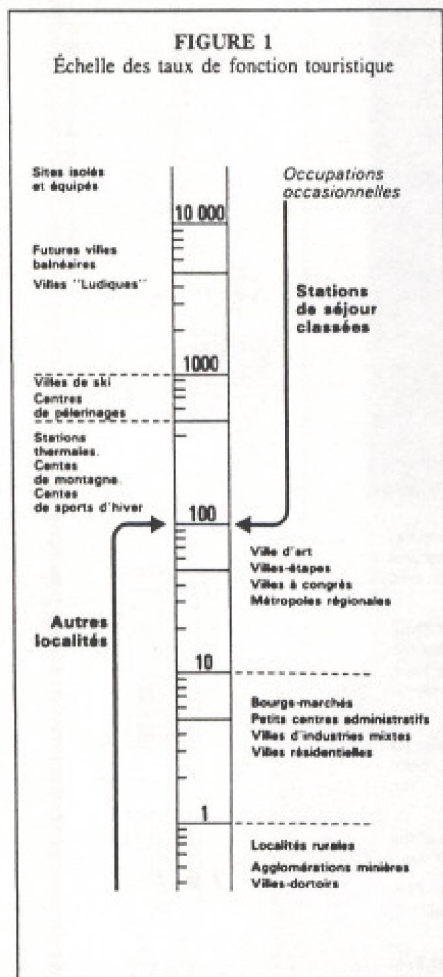 FIGURE 1
Échelle des taux de fonction touristique
Sites isolés
et équipés
Occupations
occasionnelles
10 000
Futures villes
balnéaires
Villes "Ludiques"
Stations
de séjour
classées
1000
Villes de ski
Centres
de pélerinages
Stations
thermales.
Centes
de montagne.
Centes
de sports d'hiver
100
Ville d'art
Villes-étapes
Villes à congrès
Métropoles régionales
Autres
localités
10
Bourgs-marchés
Petits centres administratifs
Villes d'industries mixtes
Villes résidentielles
1
Localités rurales
Agglomérations minières
Villes-dortoirs